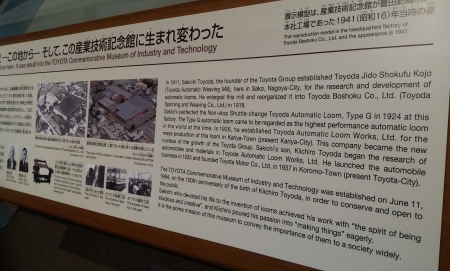 この地から― そして、この産業技術記念館に生まれ変わった
from here. It was rebuilt into the TOYOTA Commemorative Museum of Industry and Technology
展示模型は、産業技術記念館が
本社工場であった1941（昭和16）年当時の姿
This reproduction model is the headquarters factory of
Toyoda Boshoku Co., Ltd., and the appearance is 1941
In 1911, Sakichi Toyoda, the founder of the Toyota Group established Toyoda Jido Shokufu Kojo
(Toyoda Automatic Weaving Mill), here in Sako, Nagoya-City, for the research and development of
automatic looms. He enlarged the mill and reorganized it into Toyoda Boshoku Co., Ltd. (Toyoda
Spinning and Weaving Co., Ltd.) in 1918.
Sakichi perfected the Non-stop Shuttle-change Toyoda Automatic Loom, Type G in 1924 at this
factory. The Type G automatic loom came to be regarded as the highest performance automatic loom
in the world at the time. In 1926, he established Toyoda Automatic Loom Works, Ltd. for the
mass production of this loom in Kariya-Town (present Kariya-City). This company became the new
nucleus of the growth of the Toyota Group. Sakichi's son, Kiichiro Toyoda began the research of
automobiles and materials in Toyoda Automatic Loom Works, Ltd. He launched the automobile
business in 1935 and founded Toyota Motor Co., Ltd. in 1937 in Koromo-Town (present Toyota-City).
The TOYOTA Commemorative Museum of Industry and Technology was established on June 11,
1994, on the 100th anniversary of the birth of Kiichiro Toyoda, in order to conserve and open to
the public.
Sakichi who devoted his life to the invention of looms achieved his work with "the spirit of being
studious and creative", and Kiichiro poured his passion into "making things" eagerly.
It is the prime mission of this museum to convey the importance of them to a society widely.